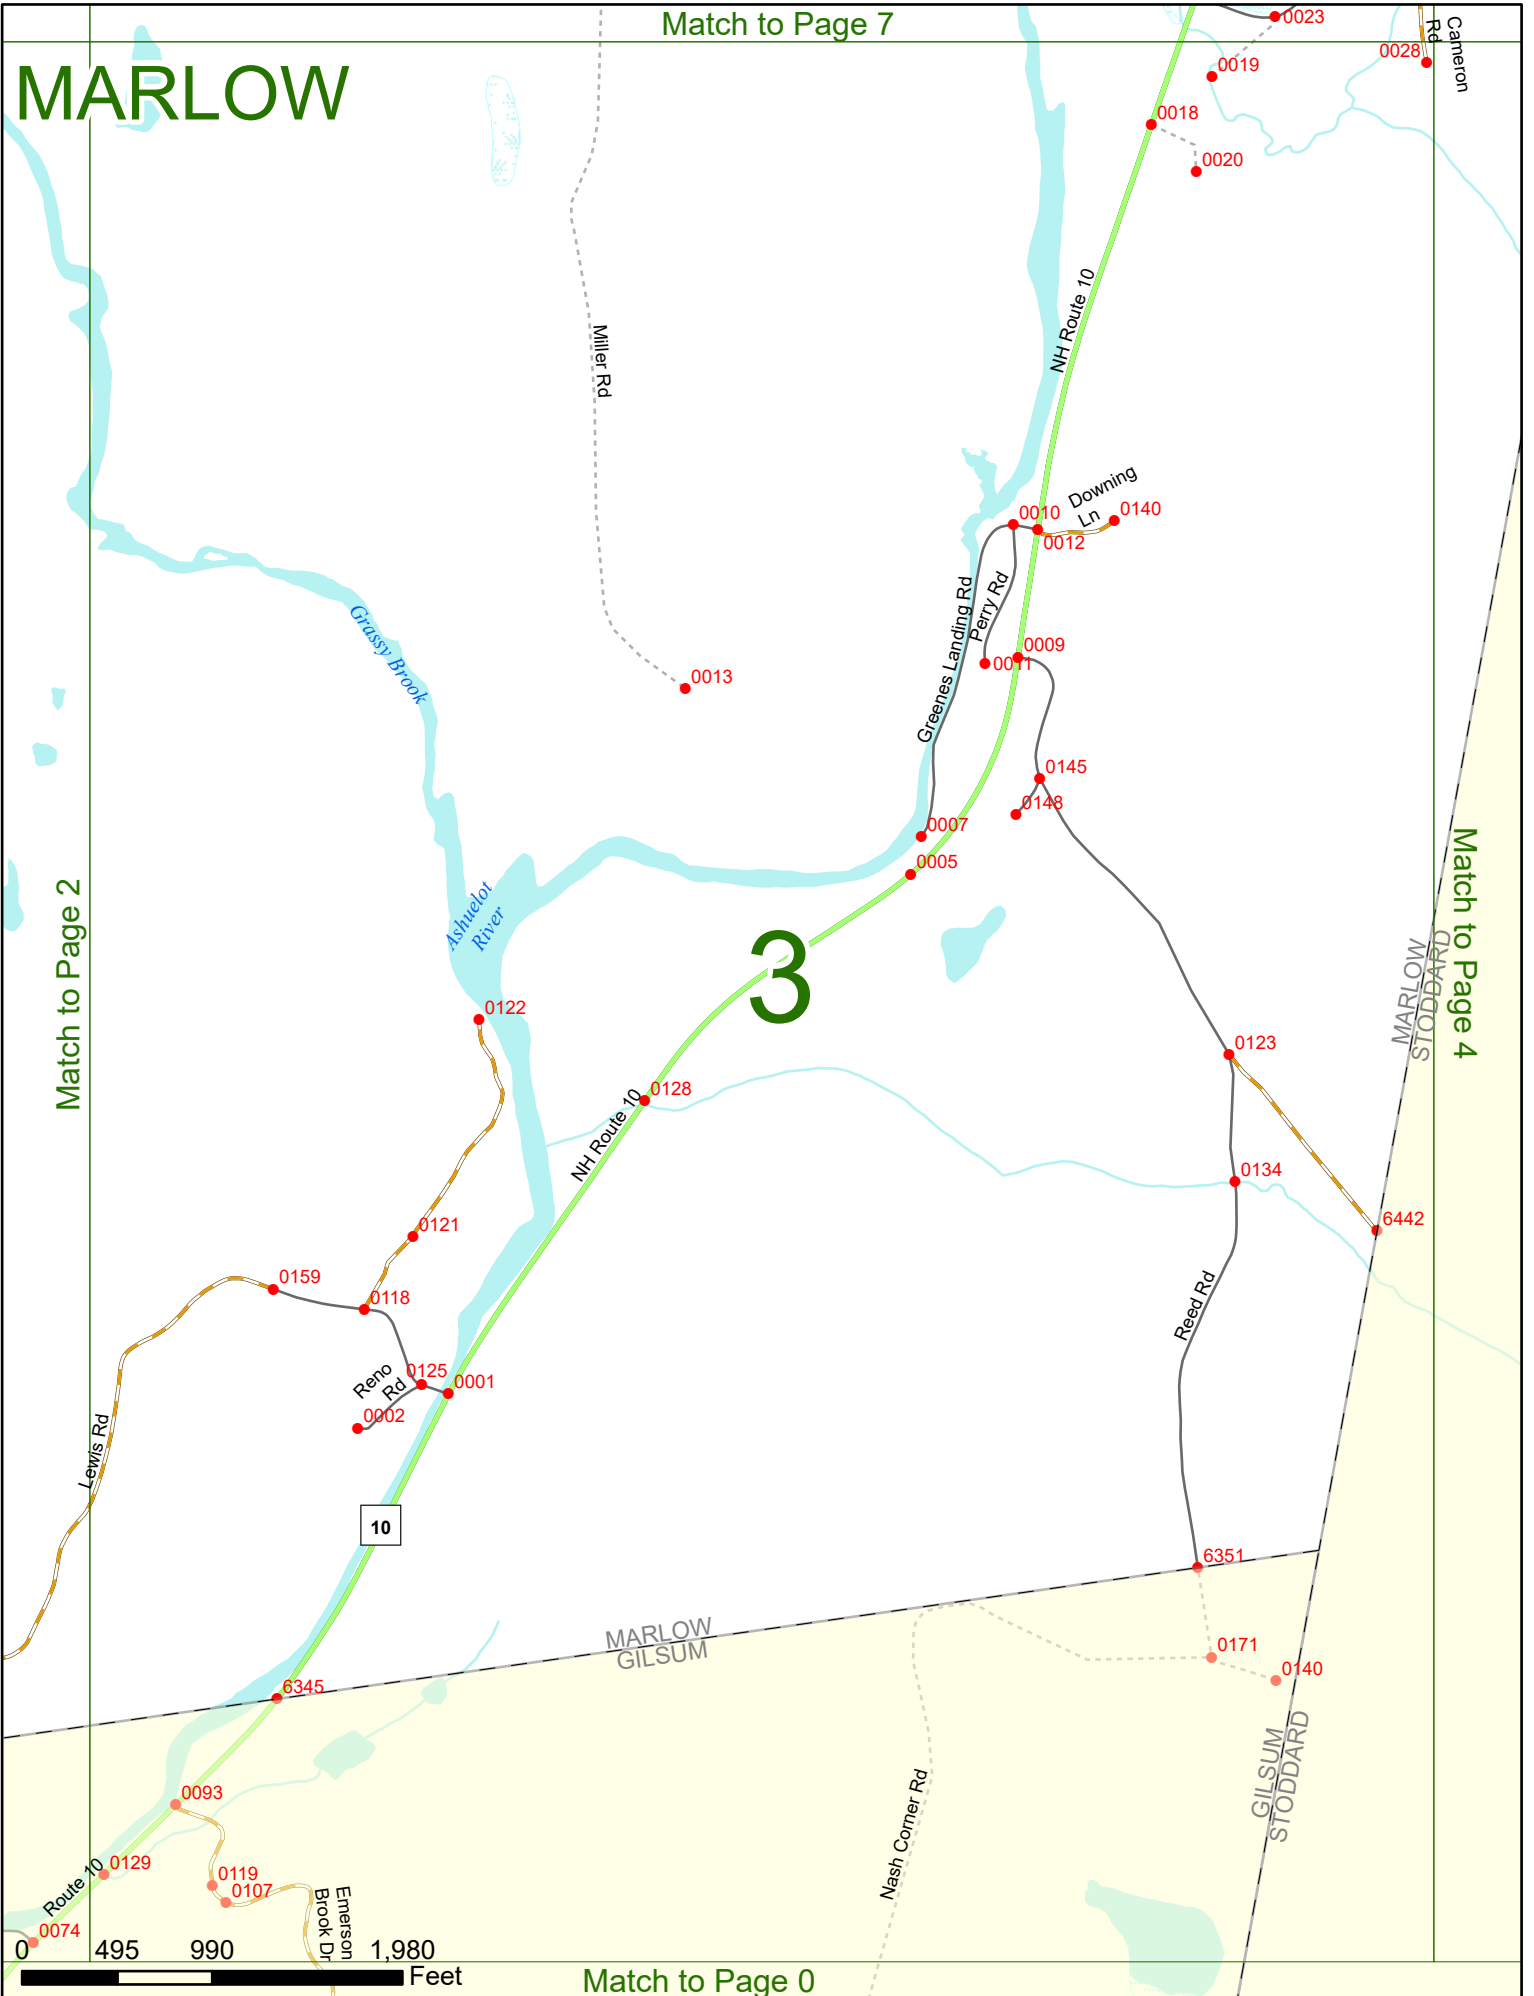 Match to Page 7
MARLOW
0023
Cameron
Rd
0028
0019
0018
0020
NH Route 10
Miller Rd
Downing
Ln
0140
0010
0012
Greenes Landing Rd
Perry Rd
0009
0011
Grassy Brook
0013
0145
0148
0007
0005
Match to Page 2
Match to Page 4
Ashuelot
River
3
MARLOW
STODDARD
0122
0123
0128
NH Route 10
0134
6442
0121
0159
0118
Reed Rd
0125
0001
Reno
Rd
0002
Lewis Rd
10
6351
MARLOW
GILSUM
0171
0140
6345
GILSUM
STODDARD
0093
Nash Corner Rd
0129
0119
0107
Route 10
Emerson
Brook Dr
0074
0 495 990 1,980
Feet
Match to Page 0